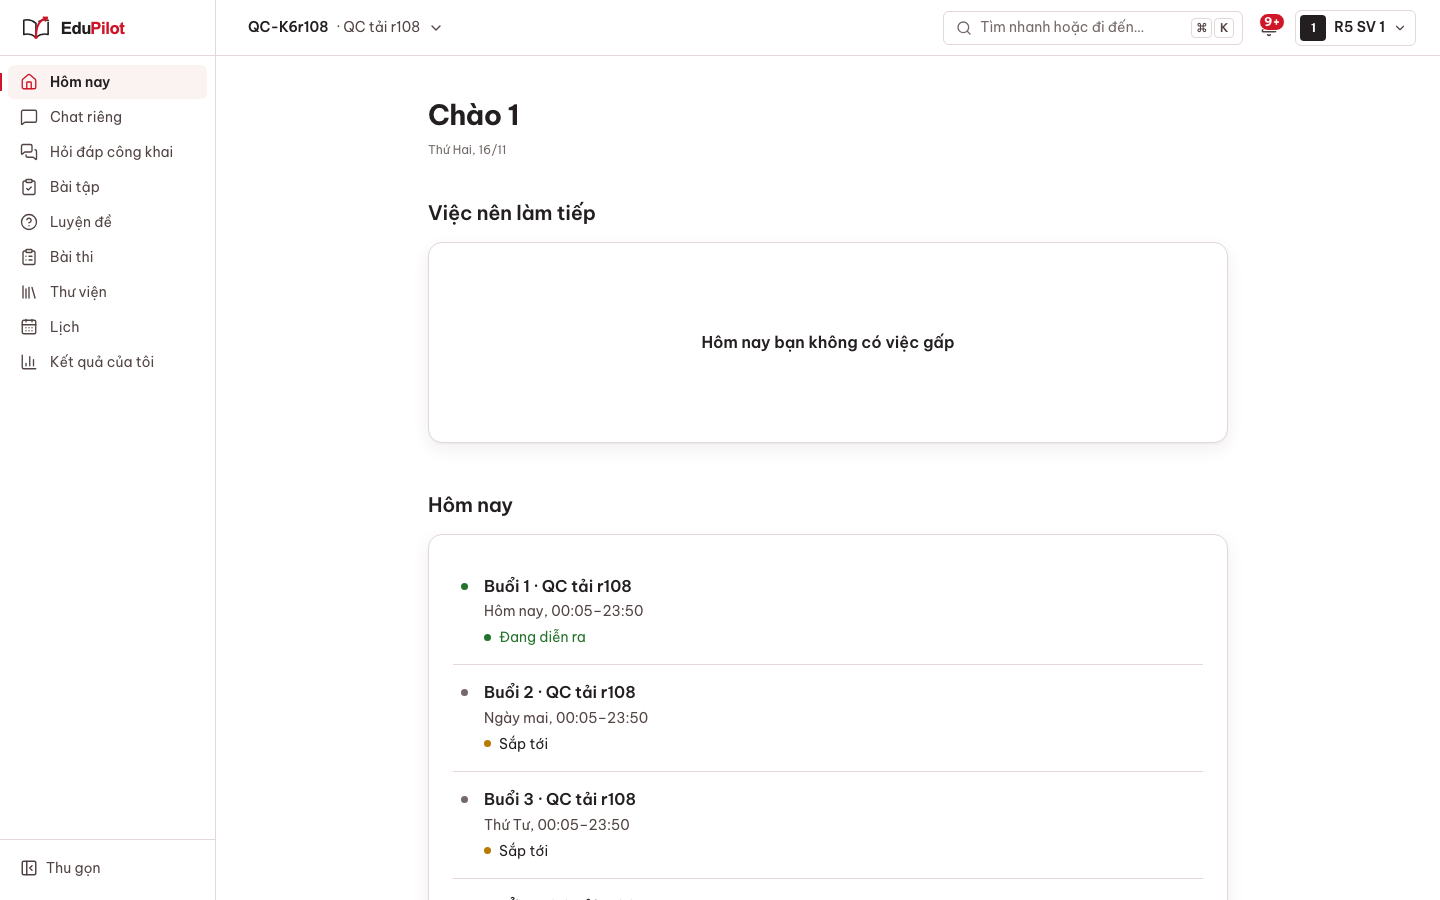 EduPilot
QC-K6r108 · QC tải r108
Tìm nhanh hoặc đi đến...
⌘ K
9+
1
R5 SV 1
Hôm nay
Chat riêng
Hỏi đáp công khai
Bài tập
Luyện đề
Bài thi
Thư viện
Lịch
Kết quả của tôi
Thu gọn
Chào 1
Thứ Hai, 16/11
Việc nên làm tiếp
Hôm nay bạn không có việc gấp
Hôm nay
Buổi 1 · QC tải r108
Hôm nay, 00:05–23:50
Đang diễn ra
Buổi 2 · QC tải r108
Ngày mai, 00:05–23:50
Sắp tới
Buổi 3 · QC tải r108
Thứ Tư, 00:05–23:50
Sắp tới